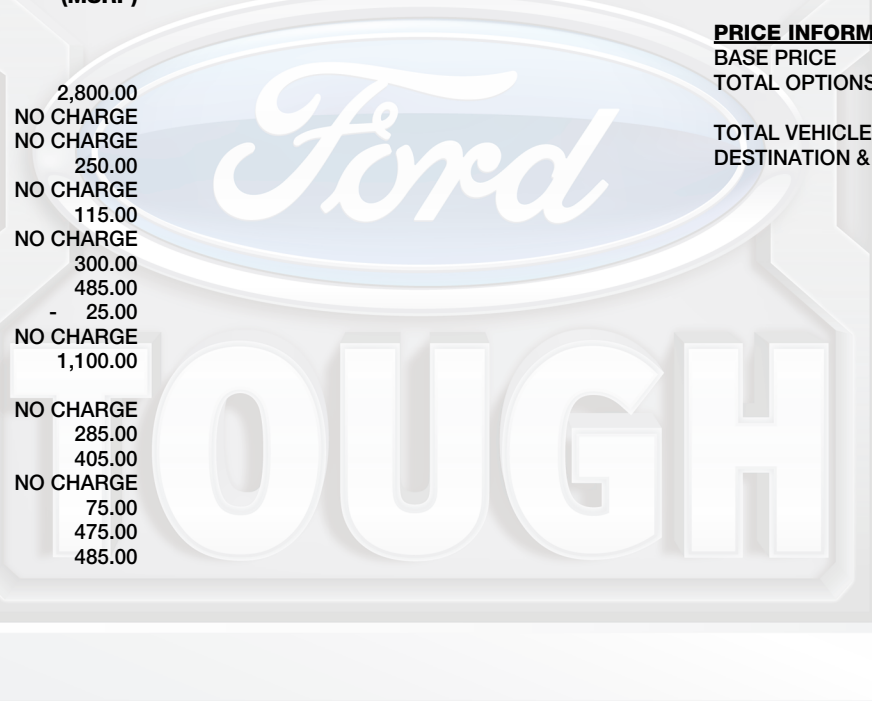 (MSRP)
2,800.00
NO CHARGE
NO CHARGE
250.00
NO CHARGE
115.00
NO CHARGE
300.00
485.00
- 25.00
NO CHARGE
1,100.00
NO CHARGE
285.00
405.00
NO CHARGE
75.00
475.00
485.00
PRICE INFORM
BASE PRICE
TOTAL OPTIONS
TOTAL VEHICLE
DESTINATION &
Ford
TOUGH